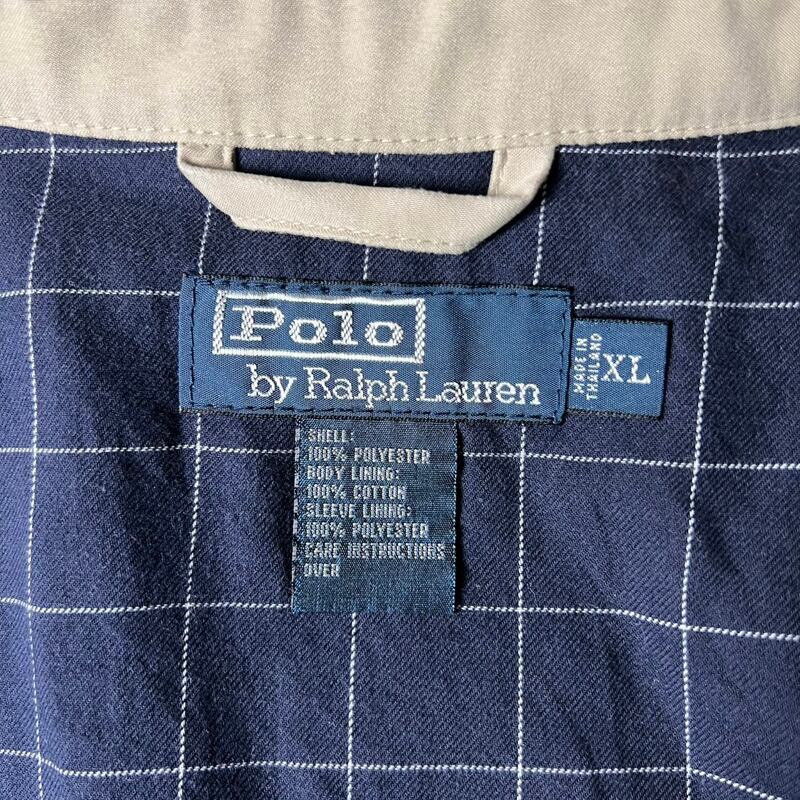 Polo
by Ralph Lauren
MADE IN
THAILAND
XL
SHELL:
100% POLYESTER
BODY LINING:
100% COTTON
SLEEVE LINING:
100% POLYESTER
CARE INSTRUCTIONS
OVER